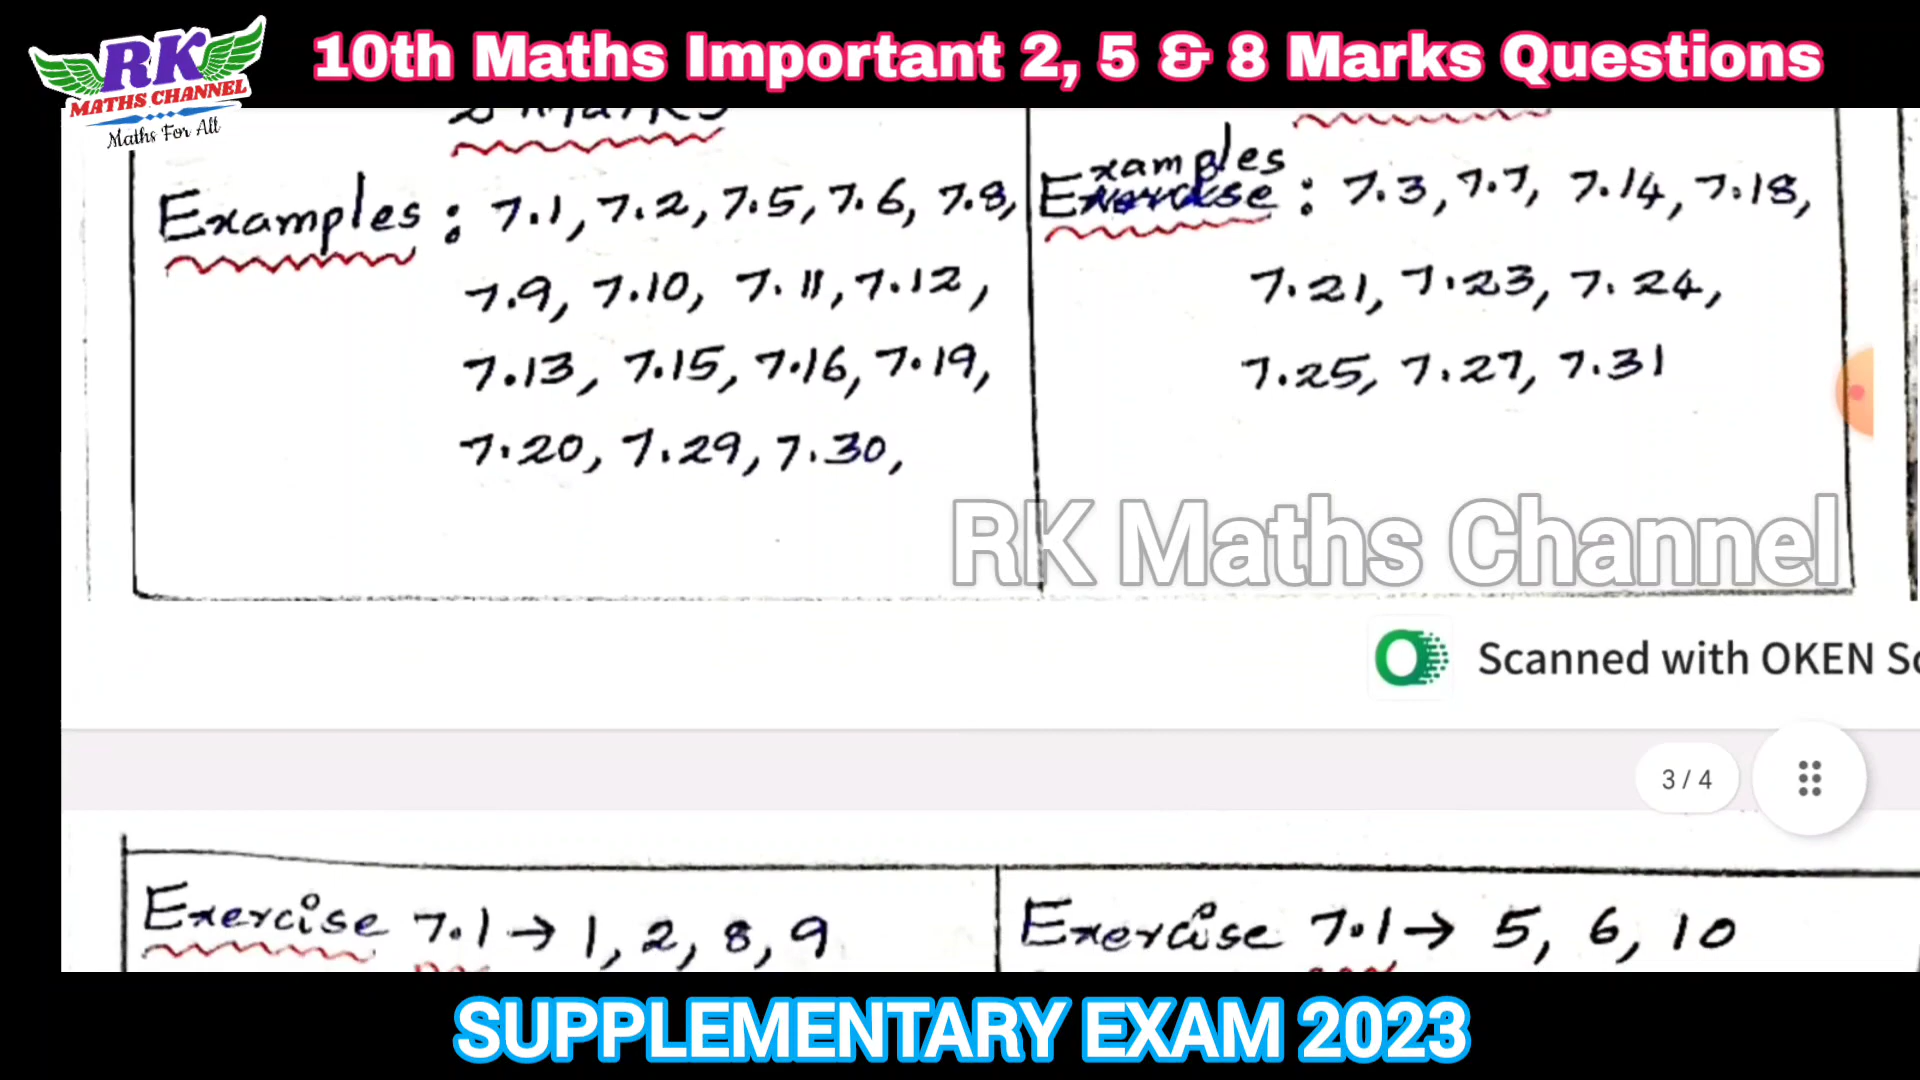 RK
MATHS CHANNEL
Maths For All
10th Maths Important 2, 5 & 8 Marks Questions
Marks
Examples : 7.1, 7.2, 7.5, 7.6, 7.8,
7.9, 7.10, 7.11, 7.12,
7.13, 7.15, 7.16, 7.19,
7.20, 7.29, 7.30,
Examples
: 7.3, 7.7, 7.14, 7.18,
7.21, 7.23, 7.24,
7.25, 7.27, 7.31
RK Maths Channel
Scanned with OKEN Sc
3 / 4
Exercise 7.1 → 1, 2, 8, 9
Exercise 7.1 → 5, 6, 10
SUPPLEMENTARY EXAM 2023